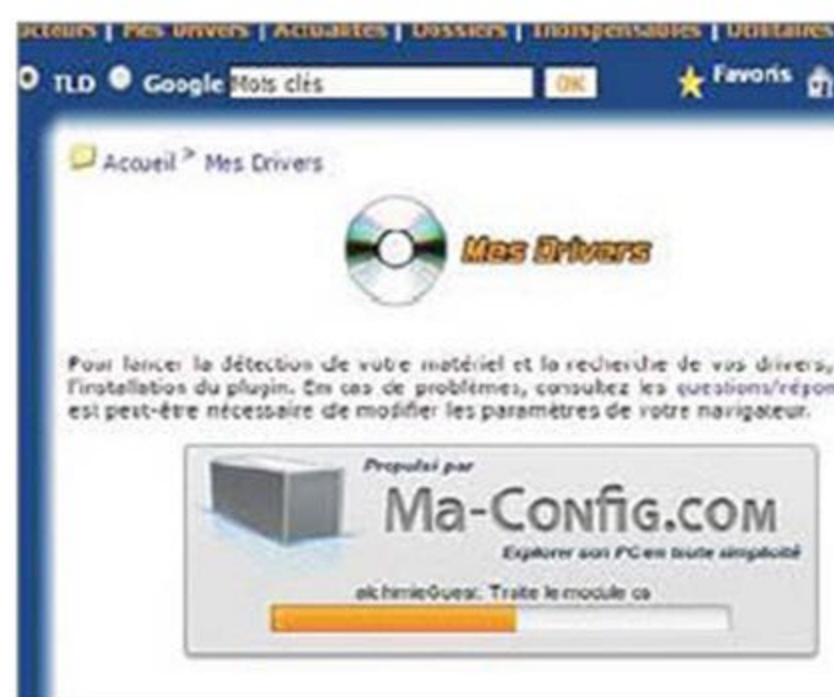 cteurs | Mes Drivers | Actualités | Dossiers | Indispensables | Utilitaires
TLD Google Mots clés OK Favoris
Accueil > Mes Drivers
Mes Drivers
Pour lancer la détection de votre matériel et la recherche de vos drivers,
l'installation du plugin. En cas de problèmes, consultez les questions/répon
est peut-être nécessaire de modifier les paramètres de votre navigateur.
Propulsé par
Ma-Config.com
Explorer son PC en toute simplicité
Traite le module ca